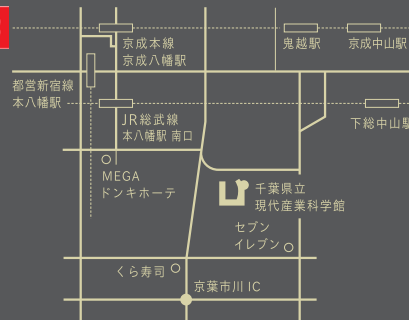 京成本線
京成八幡駅
鬼越駅
京成中山駅
都営新宿線
本八幡駅
JR総武線
本八幡駅 南口
下総中山駅
MEGA
ドンキホーテ
千葉県立
現代産業科学館
セブン
イレブン
くら寿司
京葉市川 IC